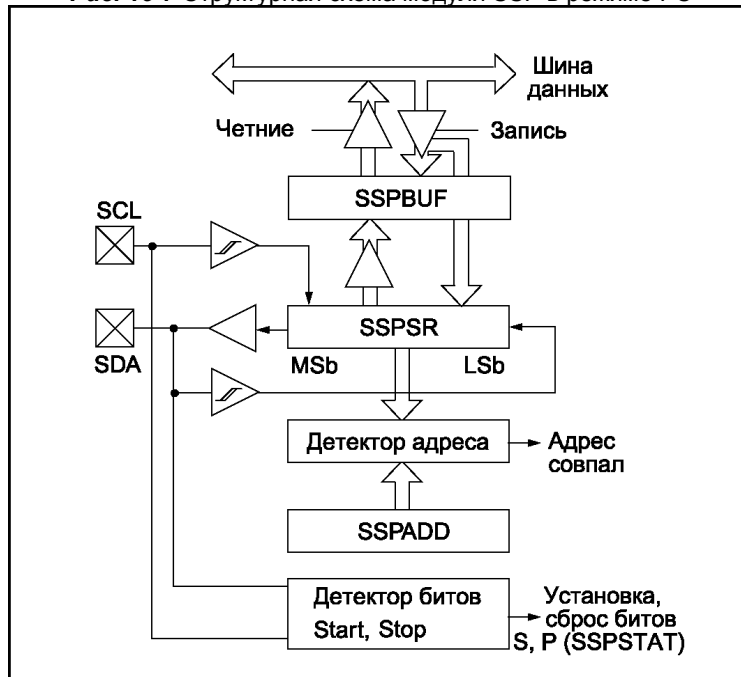 Шина
данных
Четние
Запись
SSPBUF
SCL
SSPSR
SDA
MSb
LSb
Детектор адреса
Адрес
совпал
SSPADD
Детектор битов
Start, Stop
Установка,
сброс битов
S, P (SSPSTAT)